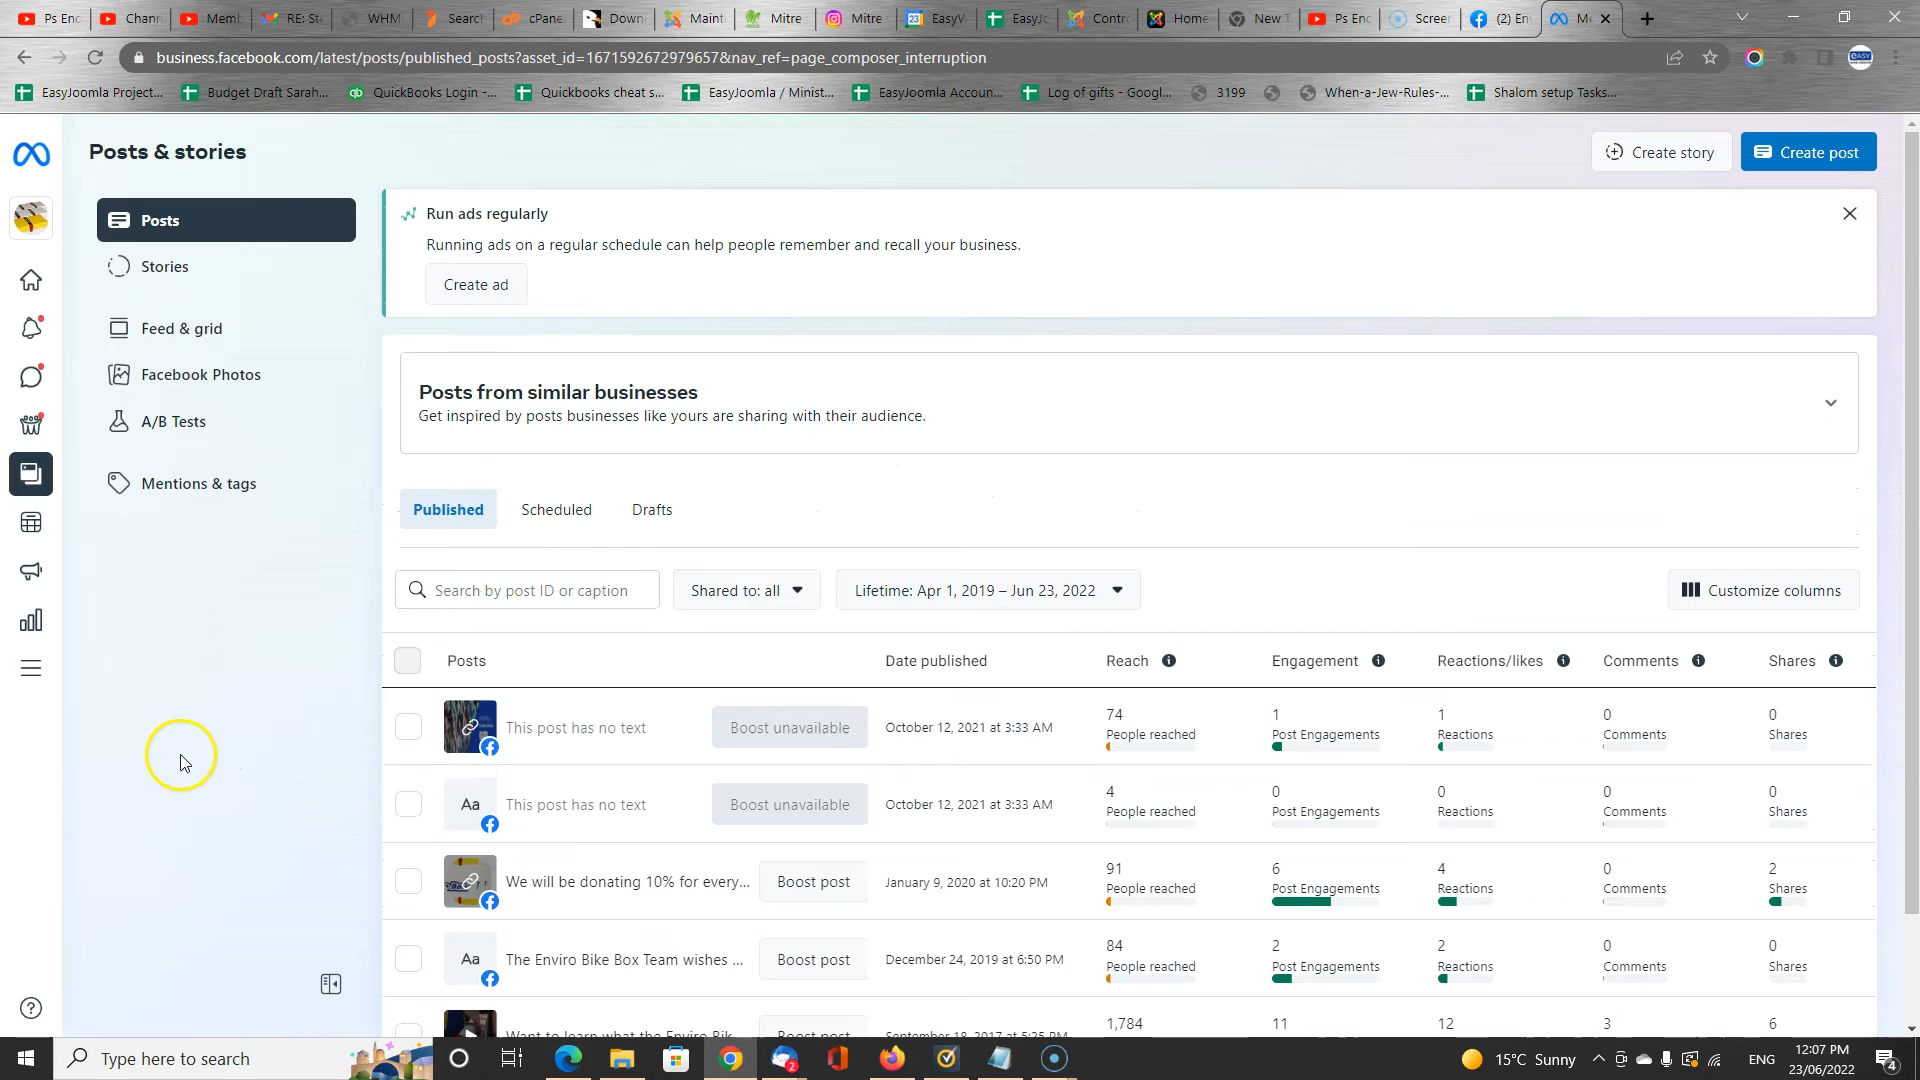 Ps Enc
Chann
Memb
RE: St
WHM
Searc
cPane
Down
Maint
Mitre
Mitre
EasyW
EasyJo
Contr
Home
New T
Ps Enc
Screer
(2) Env
Me
business.facebook.com/latest/posts/published_posts?asset_id=1671592672979657&nav_ref=page_composer_interruption
EasyJoomla Project...
Budget Draft Sarah...
QuickBooks Login -...
Quickbooks cheat s...
EasyJoomla / Minist...
EasyJoomla Accoun...
Log of gifts - Googl...
3199
When-a-Jew-Rules-...
Shalom setup Tasks...
Posts & stories
Create story
Create post
Posts
Stories
Feed & grid
Facebook Photos
A/B Tests
Mentions & tags
Run ads regularly
Running ads on a regular schedule can help people remember and recall your business.
Create ad
Posts from similar businesses
Get inspired by posts businesses like yours are sharing with their audience.
Published Scheduled Drafts
Search by post ID or caption
Shared to: all
Lifetime: Apr 1, 2019 – Jun 23, 2022
Customize columns
Posts Date published Reach Engagement Reactions/likes Comments Shares
This post has no text Boost unavailable October 12, 2021 at 3:33 AM
74 1 1 0 0
People reached Post Engagements Reactions Comments Shares
Aa This post has no text Boost unavailable October 12, 2021 at 3:33 AM
4 0 0 0 0
People reached Post Engagements Reactions Comments Shares
We will be donating 10% for every... Boost post January 9, 2020 at 10:20 PM
91 6 4 0 2
People reached Post Engagements Reactions Comments Shares
Aa The Enviro Bike Box Team wishes ... Boost post December 24, 2019 at 6:50 PM
84 2 2 0 0
People reached Post Engagements Reactions Comments Shares
Want to learn what the Enviro Bik... Boost post September 18, 2017 at 5:25 PM
1,784 11 12 3 6
Type here to search
2
15°C Sunny
ENG
12:07 PM
23/06/2022
4